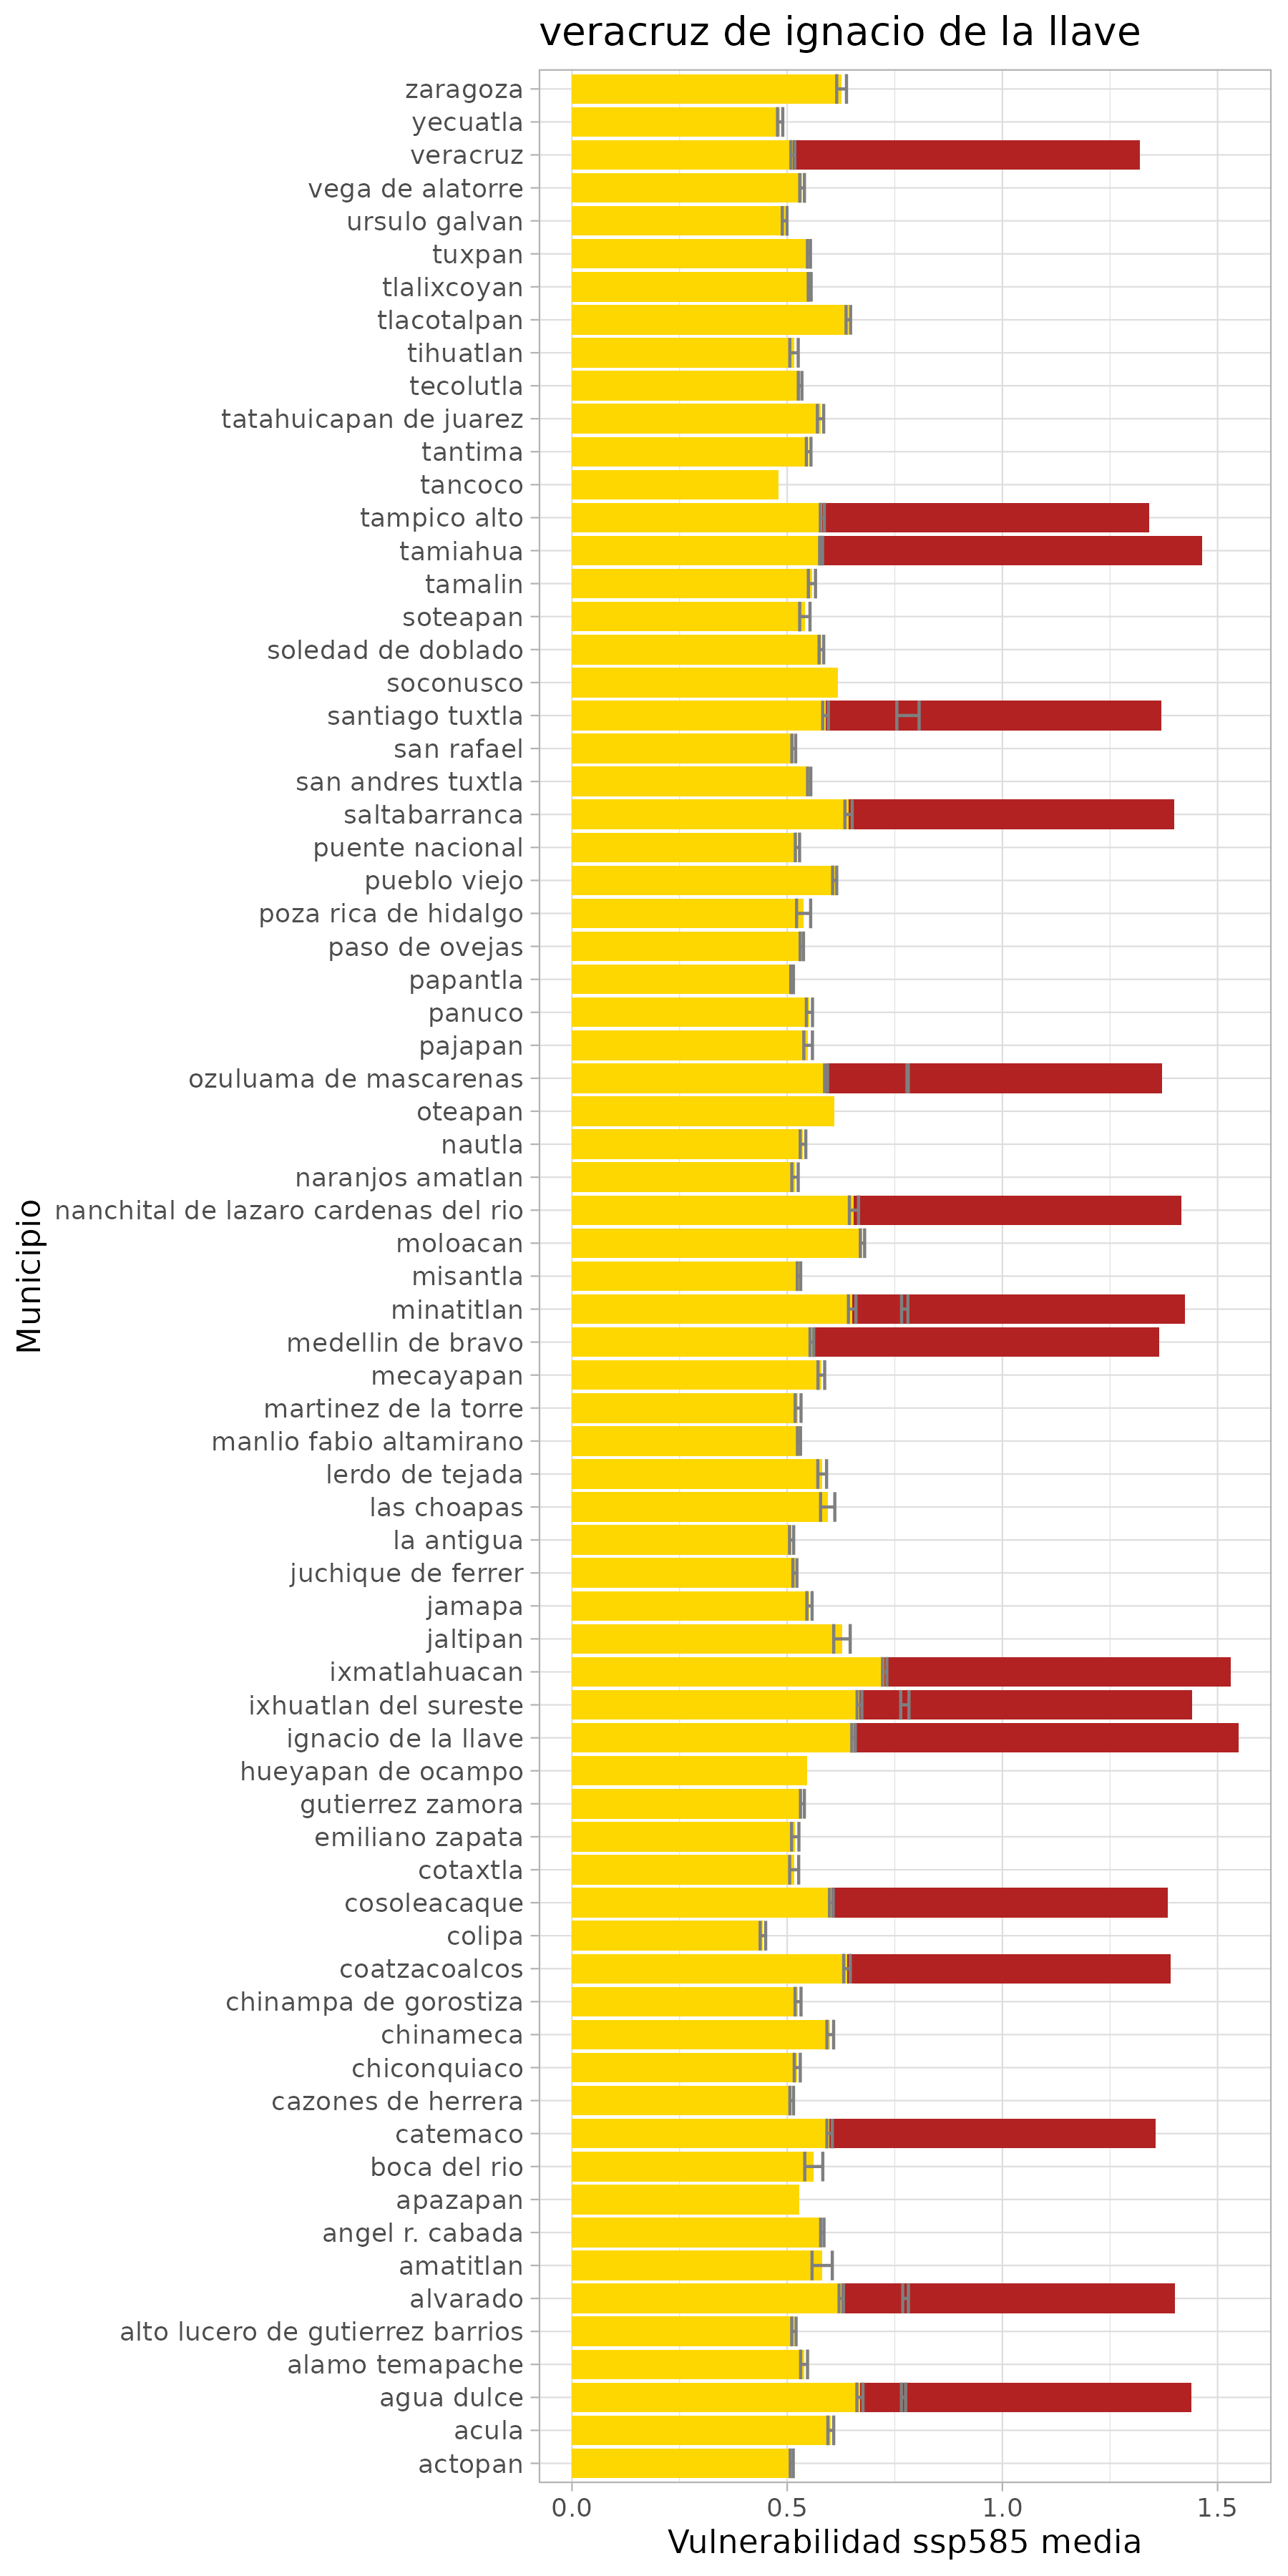 veracruz de ignacio de la llave
zaragoza
yecuatla
veracruz
vega de alatorre
ursulo galvan
tuxpan
tlalixcoyan
tlacotalpan
tihuatlan
tecolutla
tatahuicapan de juarez
tantima
tancoco
tampico alto
tamiahua
tamalin
soteapan
soledad de doblado
soconusco
santiago tuxtla
san rafael
san andres tuxtla
saltabarranca
puente nacional
pueblo viejo
poza rica de hidalgo
paso de ovejas
papantla
panuco
pajapan
ozuluama de mascarenas
oteapan
nautla
naranjos amatlan
nanchital de lazaro cardenas del rio
moloacan
misantla
minatitlan
medellin de bravo
mecayapan
martinez de la torre
manlio fabio altamirano
lerdo de tejada
las choapas
la antigua
juchique de ferrer
jamapa
jaltipan
ixmatlahuacan
ixhuatlan del sureste
ignacio de la llave
hueyapan de ocampo
gutierrez zamora
emiliano zapata
cotaxtla
cosoleacaque
colipa
coatzacoalcos
chinampa de gorostiza
chinameca
chiconquiaco
cazones de herrera
catemaco
boca del rio
apazapan
angel r. cabada
amatitlan
alvarado
alto lucero de gutierrez barrios
alamo temapache
agua dulce
acula
actopan
Municipio
0.0 0.5 1.0 1.5
Vulnerabilidad ssp585 media